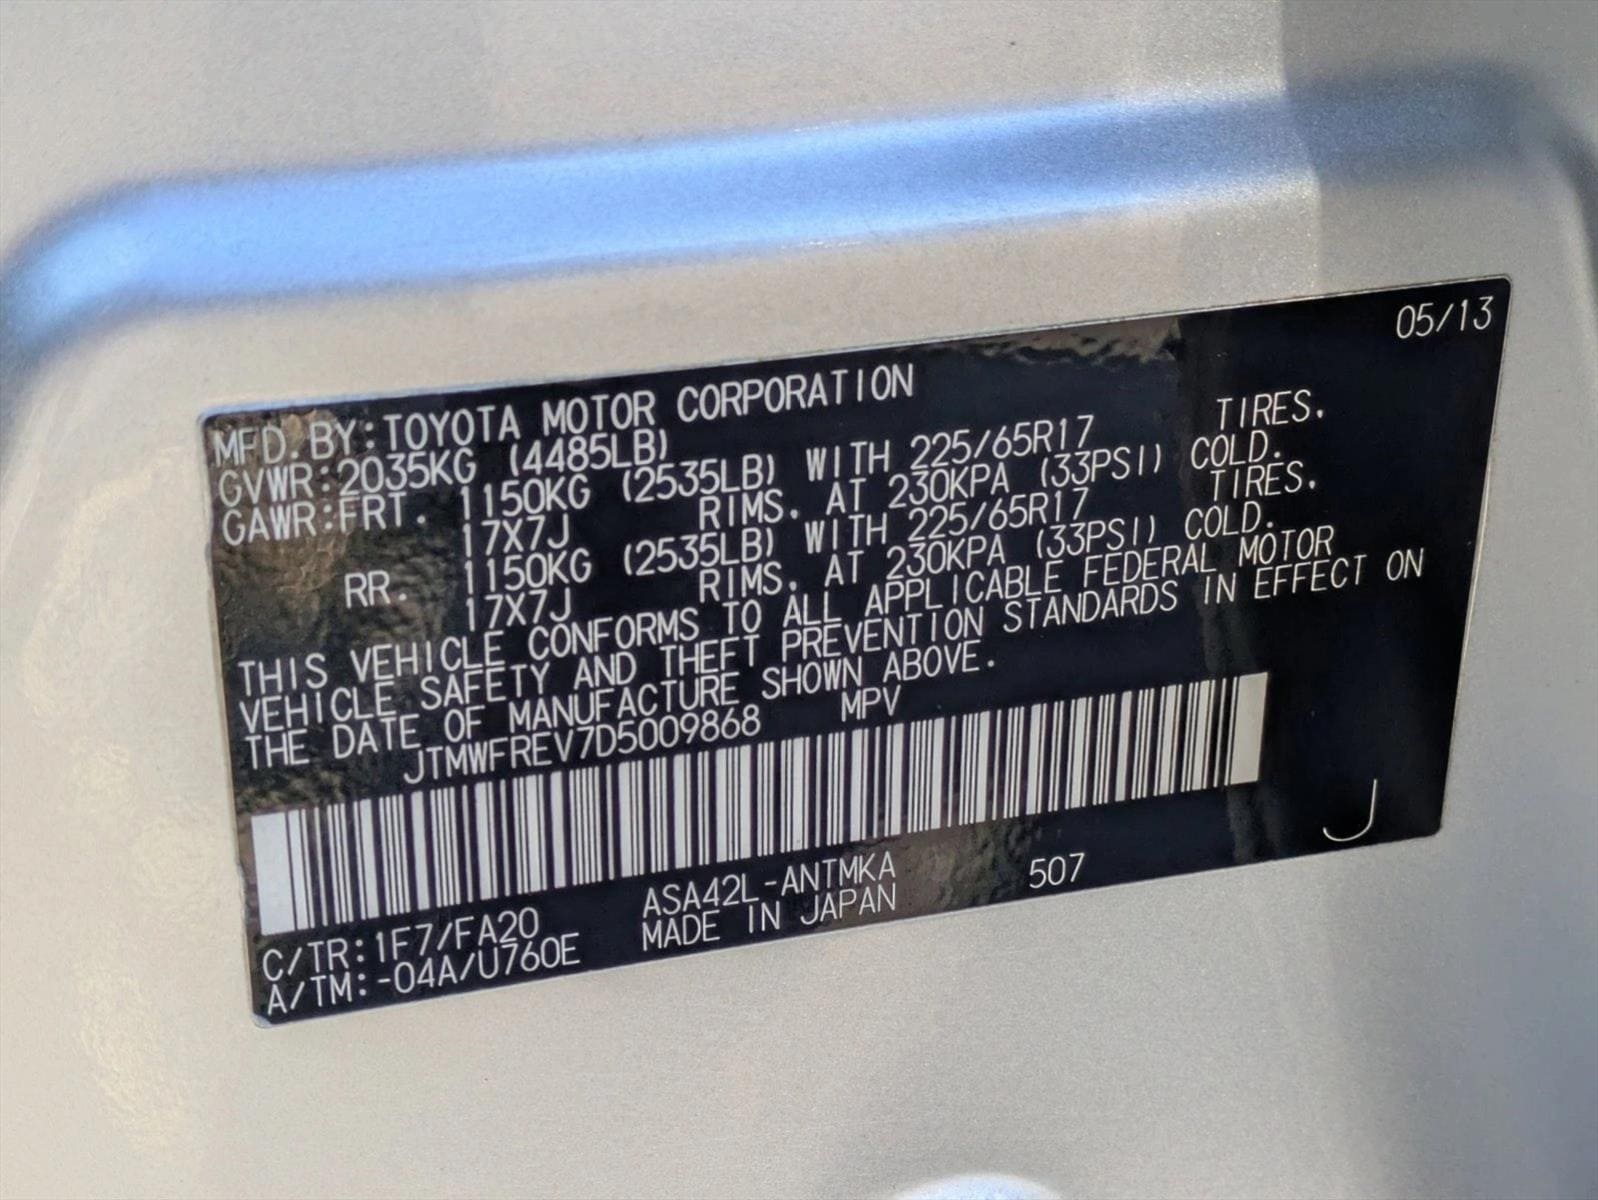 05/13
MFD.BY:TOYOTA MOTOR CORPORATION
GVWR:2035KG (4485LB)
GAWR:FRT. 1150KG (2535LB) WITH 225/65R17 TIRES.
17X7J RIMS. AT 230KPA (33PSI) COLD.
RR. 1150KG (2535LB) WITH 225/65R17 TIRES.
17X7J RIMS. AT 230KPA (33PSI) COLD.
THIS VEHICLE CONFORMS TO ALL APPLICABLE FEDERAL MOTOR
VEHICLE SAFETY AND THEFT PREVENTION STANDARDS IN EFFECT ON
THE DATE OF MANUFACTURE SHOWN ABOVE.
JTMWFREV7D5009868 MPV
J
C/TR:1F7/FA20 ASA42L-ANTMKA 507
A/TM:-04A/U760E MADE IN JAPAN